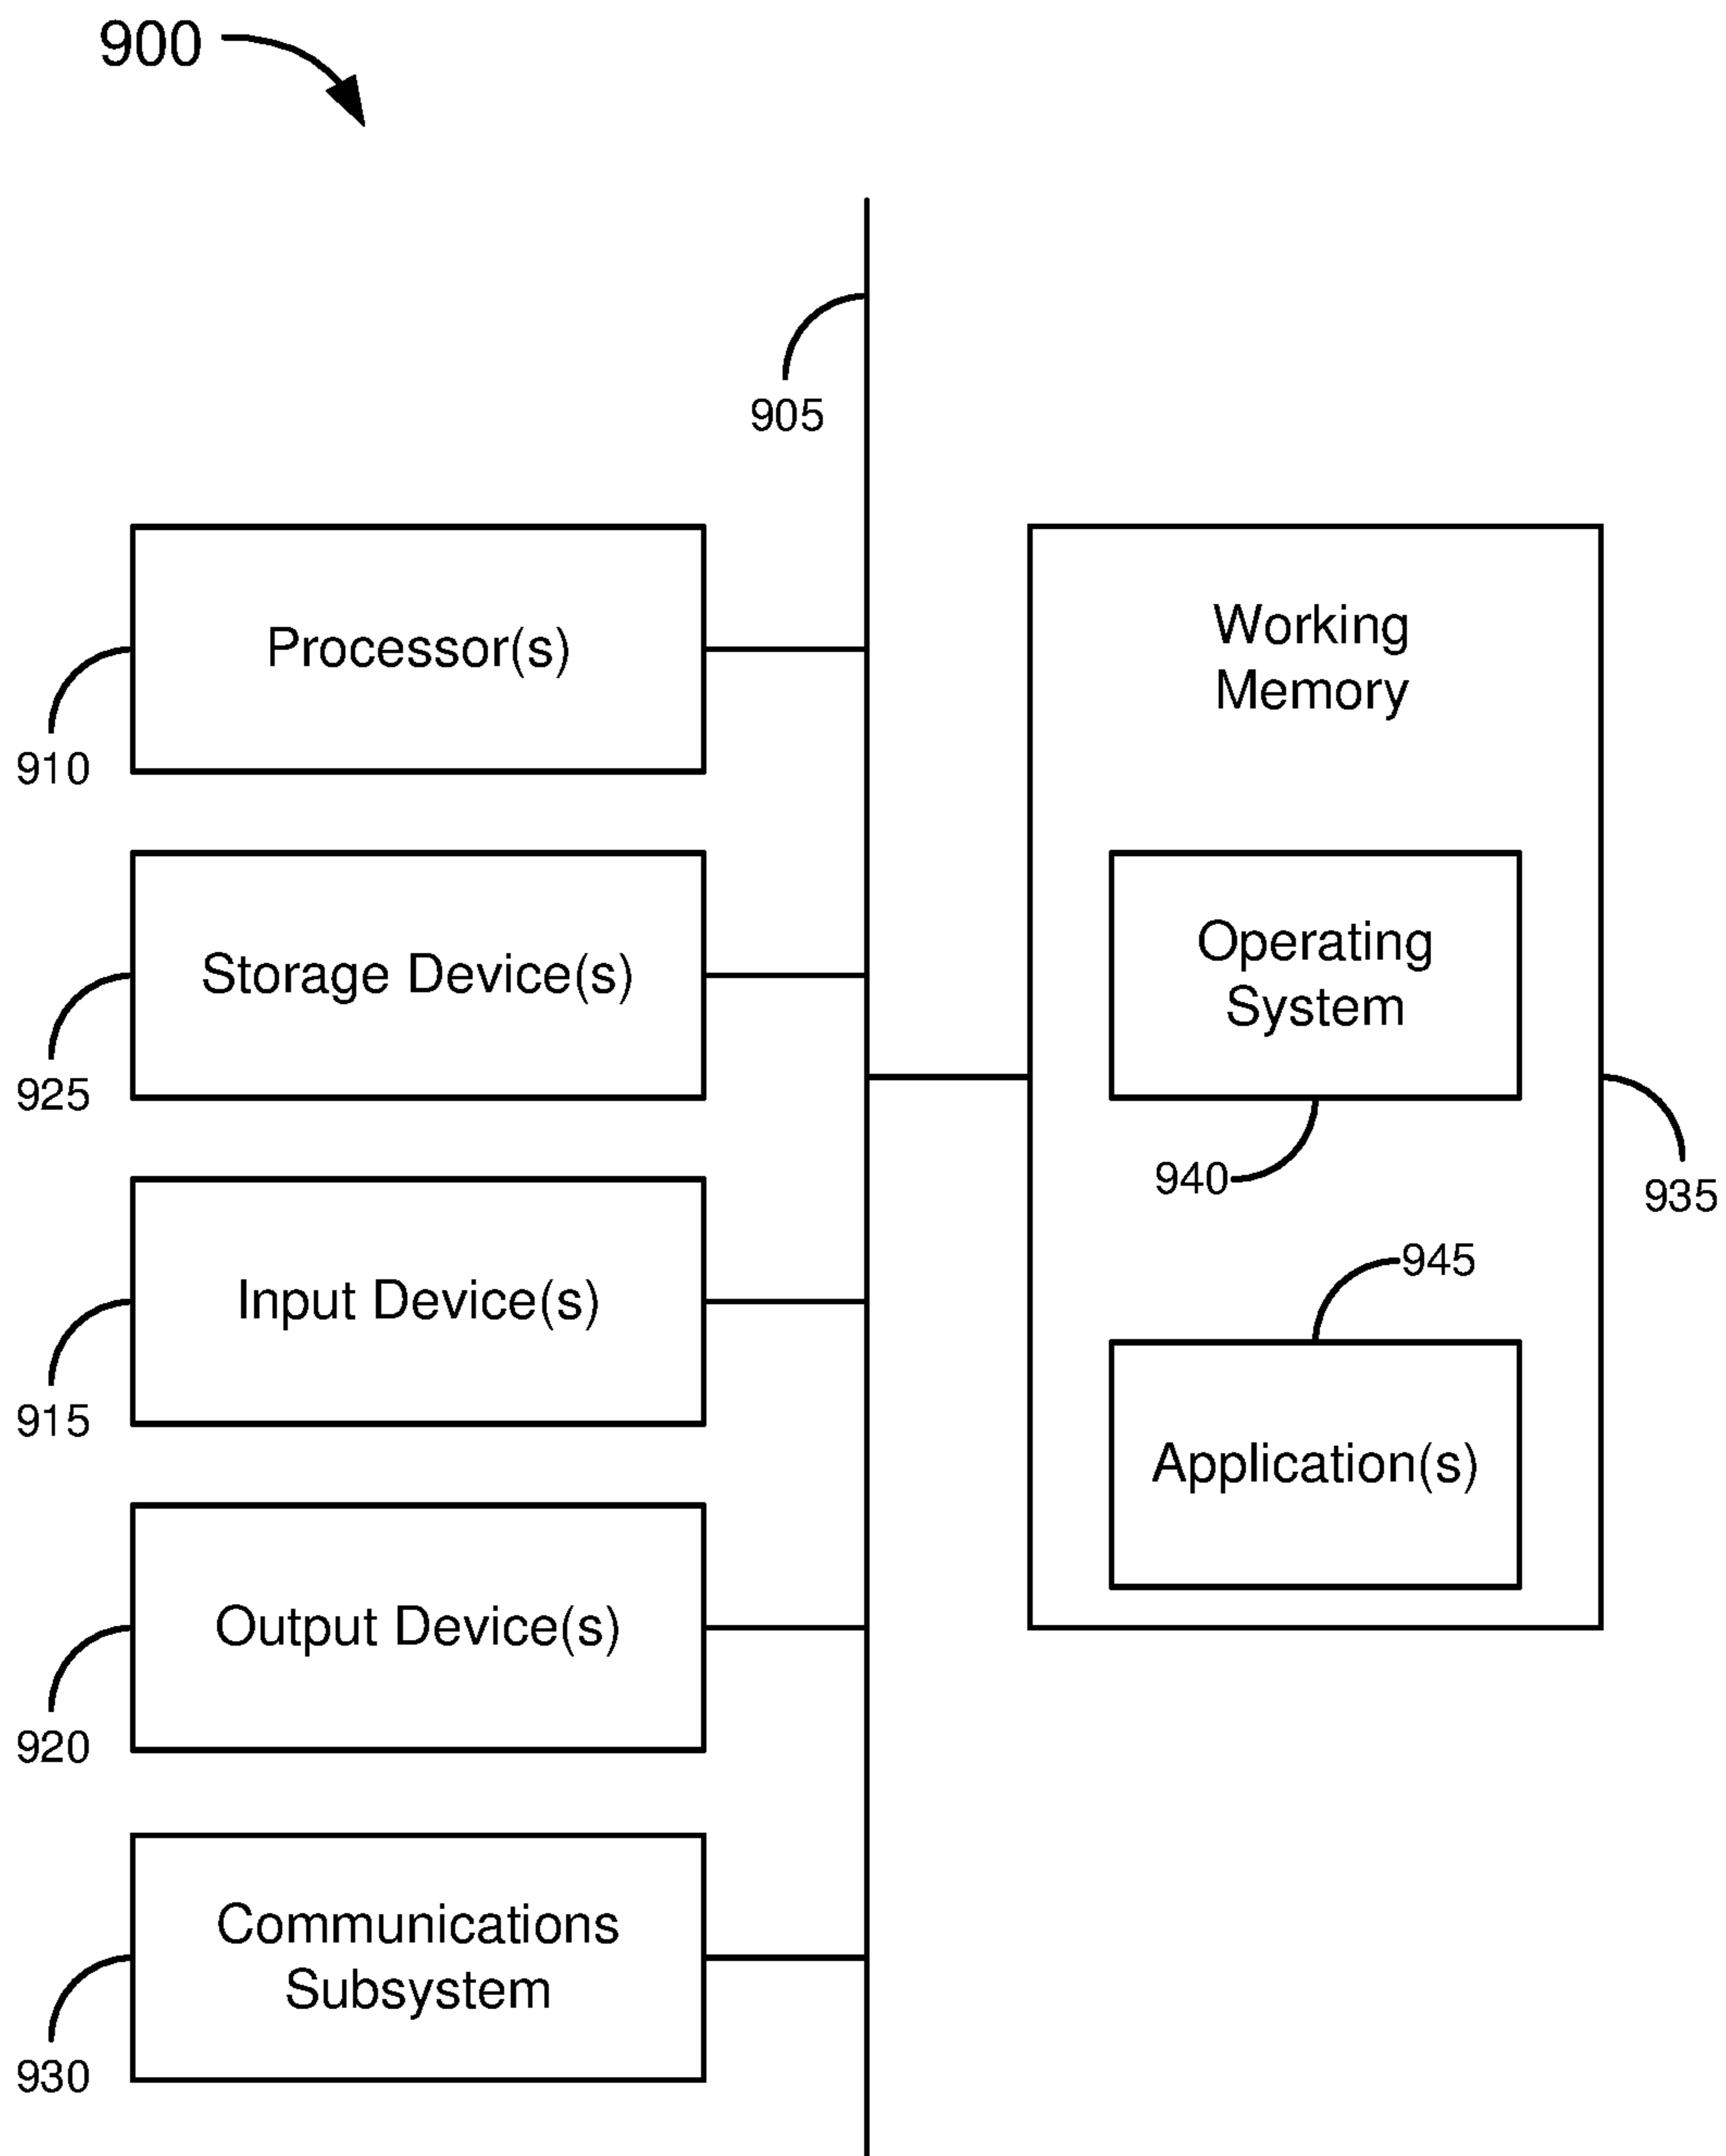 900
905
Processor(s)
910
Storage Device(s)
925
Input Device(s)
915
Output Device(s)
920
Communications
Subsystem
930
Working
Memory
Operating
System
940
935
945
Application(s)